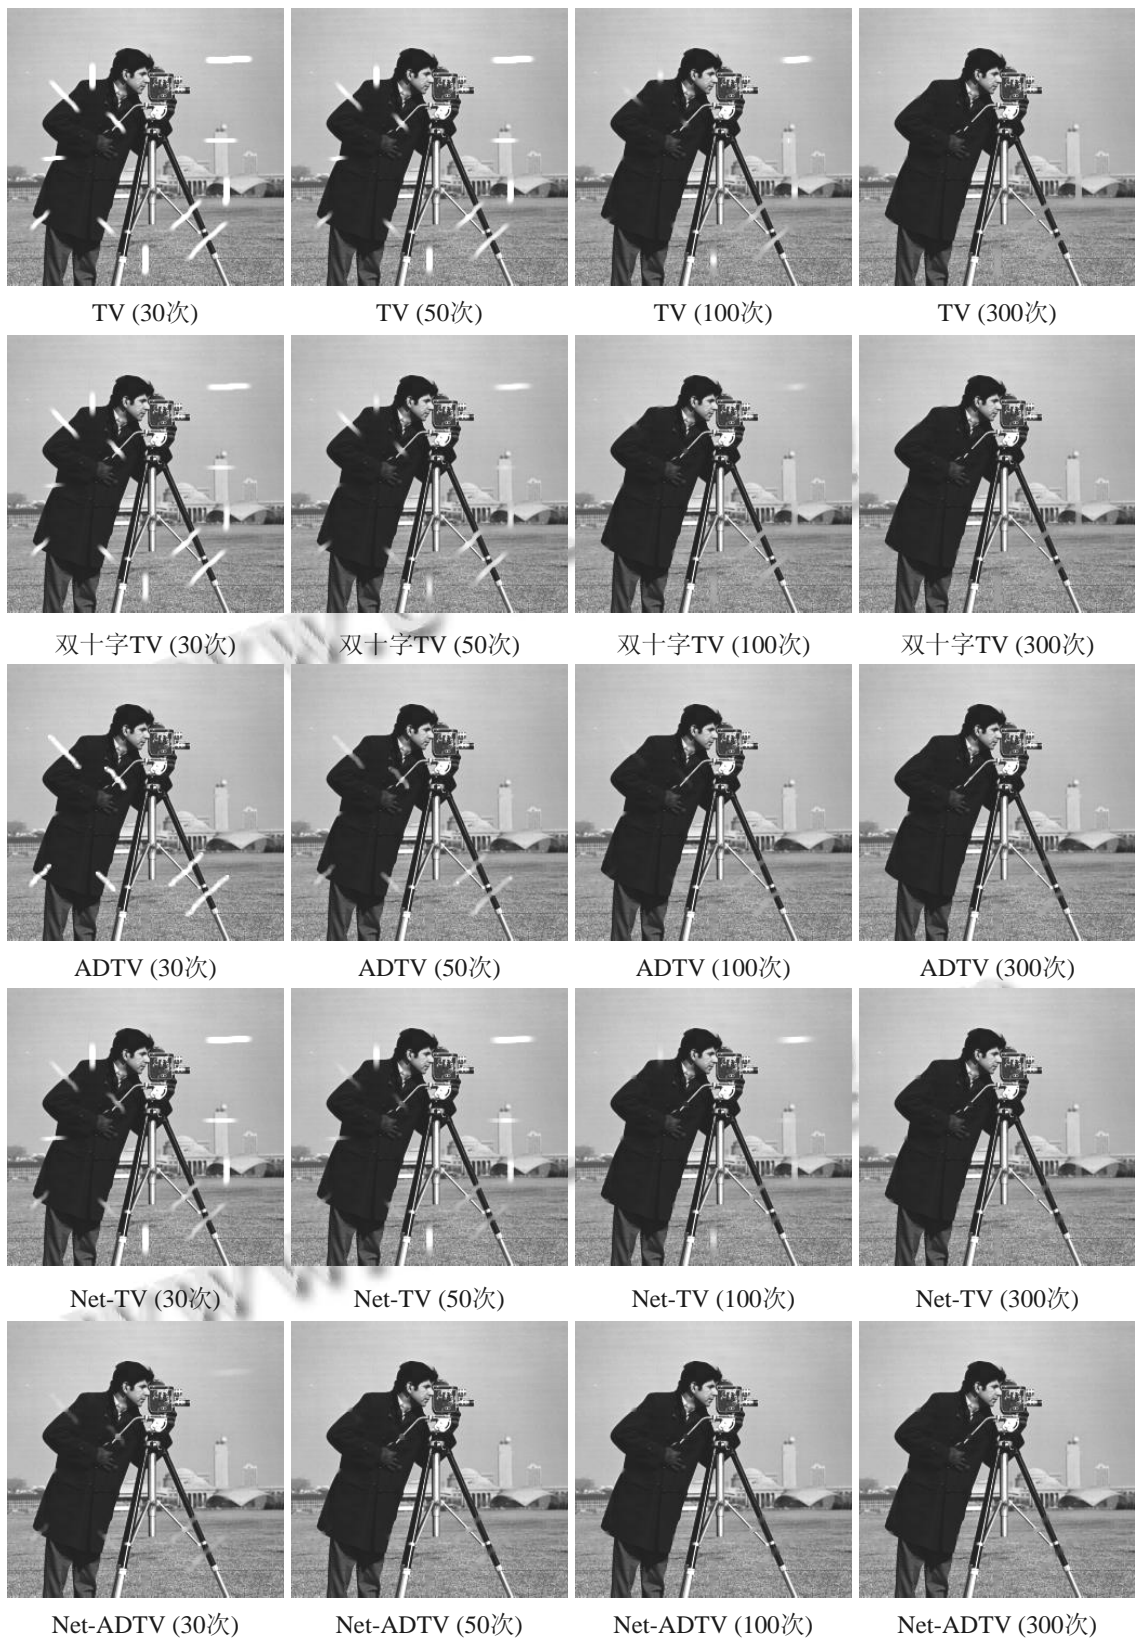 TV (30次) TV (50次) TV (100次) TV (300次)
双十字TV (30次) 双十字TV (50次) 双十字TV (100次) 双十字TV (300次)
ADTV (30次) ADTV (50次) ADTV (100次) ADTV (300次)
Net-TV (30次) Net-TV (50次) Net-TV (100次) Net-TV (300次)
Net-ADTV (30次) Net-ADTV (50次) Net-ADTV (100次) Net-ADTV (300次)